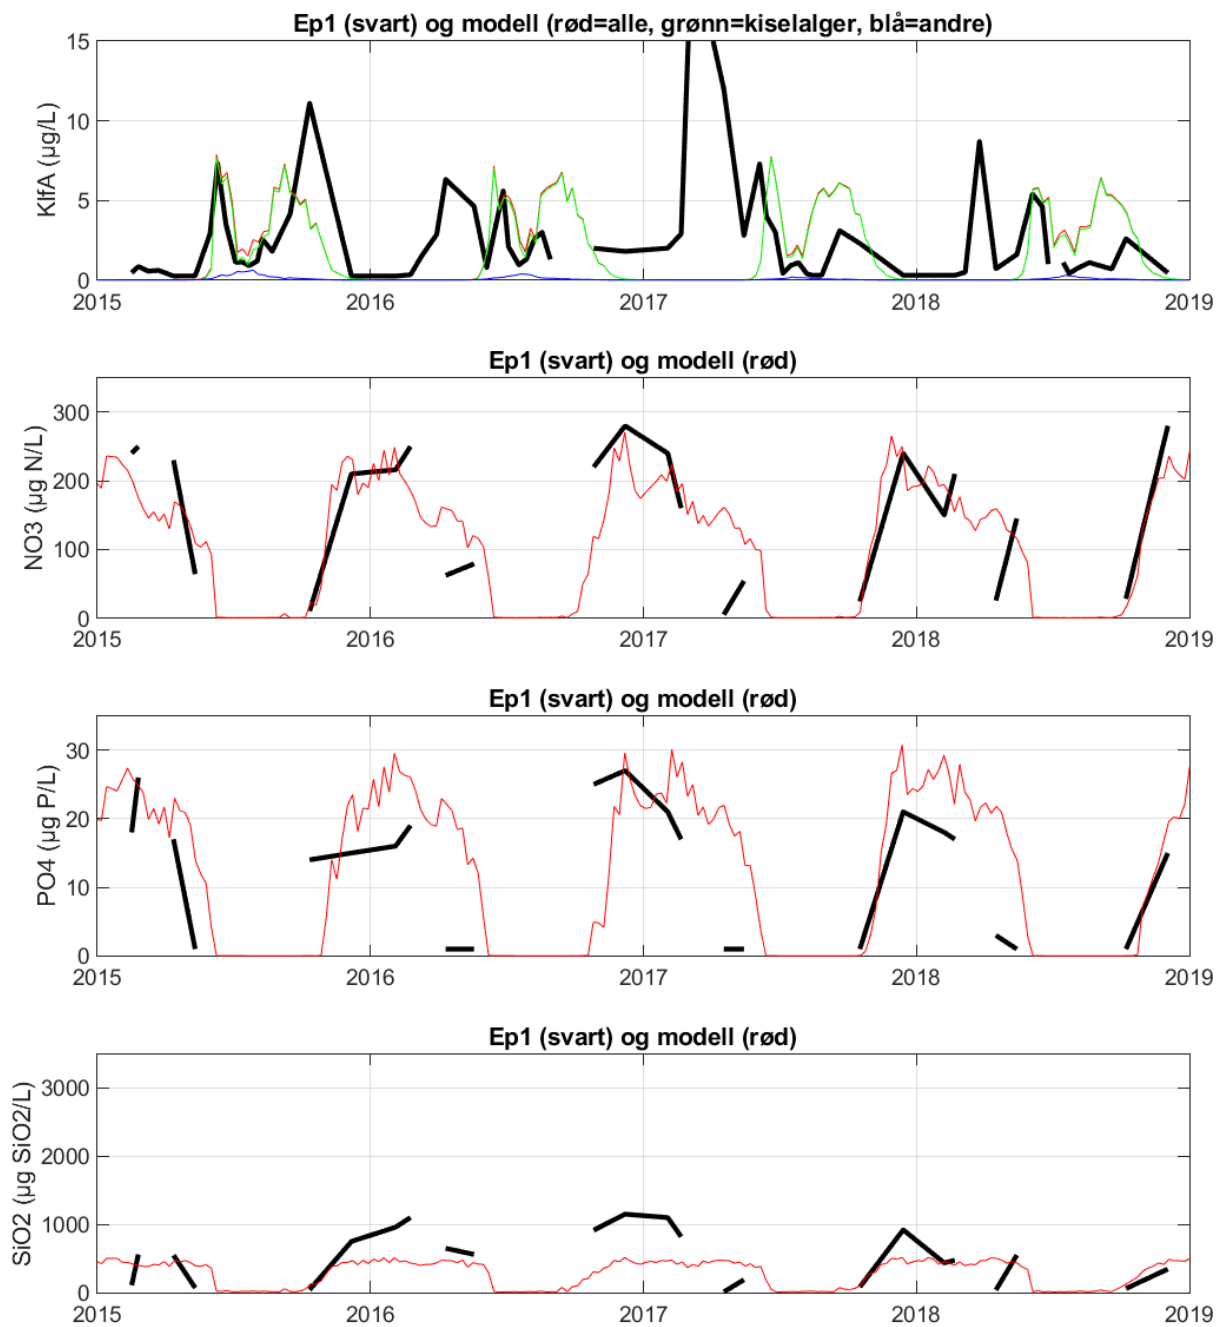 Ep1 (svart) og modell (rød=alle, grønn=kiselalger, blå=andre)
KlfA (µg/L)
15
10
5
0
2015 2016 2017 2018 2019
Ep1 (svart) og modell (rød)
NO3 (µg N/L)
300
200
100
0
2015 2016 2017 2018 2019
Ep1 (svart) og modell (rød)
PO4 (µg P/L)
30
20
10
0
2015 2016 2017 2018 2019
Ep1 (svart) og modell (rød)
SiO2 (µg SiO2/L)
3000
2000
1000
0
2015 2016 2017 2018 2019